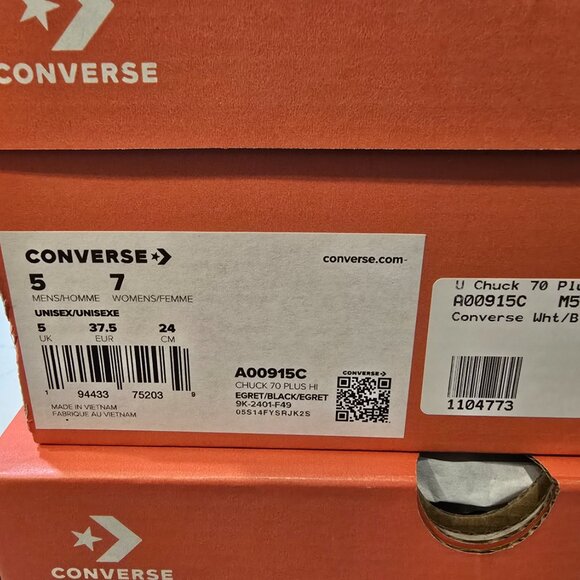 CONVERSE
CONVERSE
converse.com
5 7
MENS/HOMME WOMENS/FEMME
UNISEX/UNISEXE
5 37.5 24
UK EUR CM
1 94433 75203 9
MADE IN VIETNAM
FABRIQUE AU VIETNAM
A00915C
CHUCK 70 PLUS HI
EGRET/BLACK/EGRET
9K-2401-F49
05S14FYSRJK2S
CONVERSE
U Chuck 70 Plu
A00915C M5
Converse Wht/B
1104773
CONVERSE